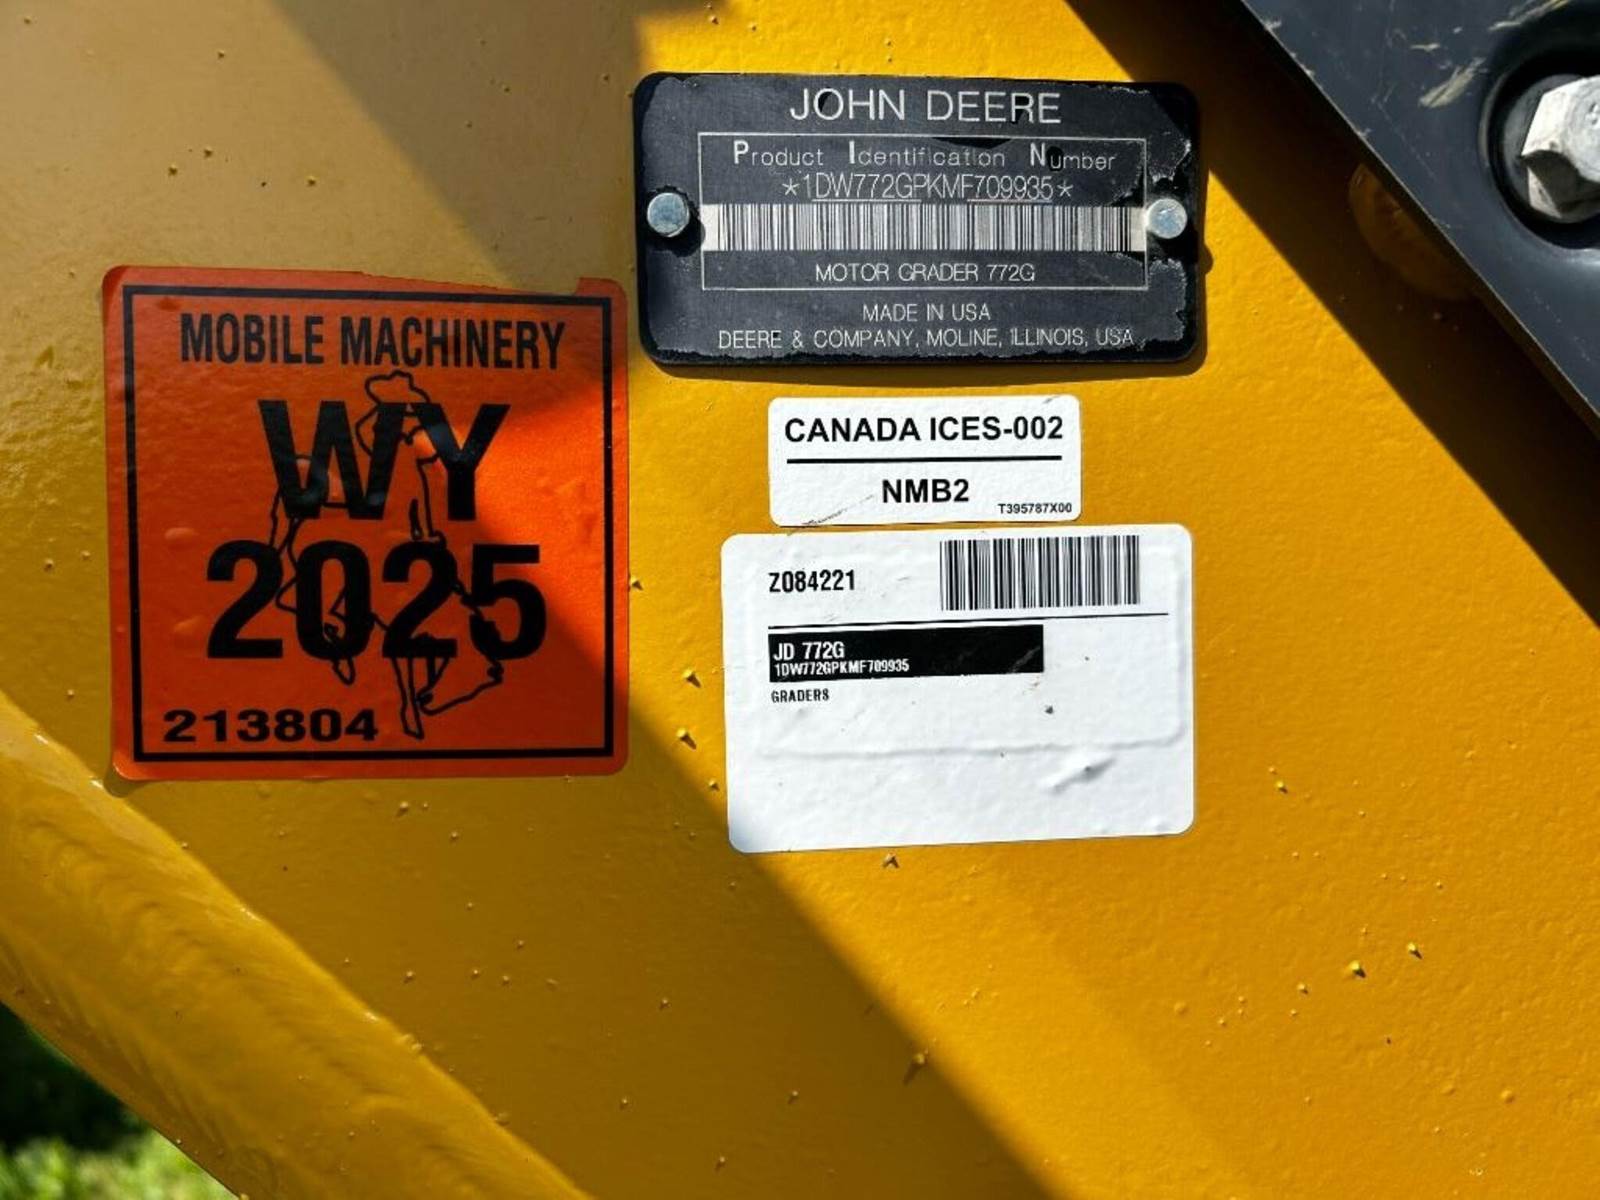 JOHN DEERE
Product Identification Number
*1DW772GPKMF709935*
MOTOR GRADER 772G
MADE IN USA
DEERE & COMPANY, MOLINE, ILLINOIS, USA
MOBILE MACHINERY
WY
2025
213804
CANADA ICES-002
NMB2
T395787X00
Z084221
JD 772G
1DW772GPKMF709935
GRADERS